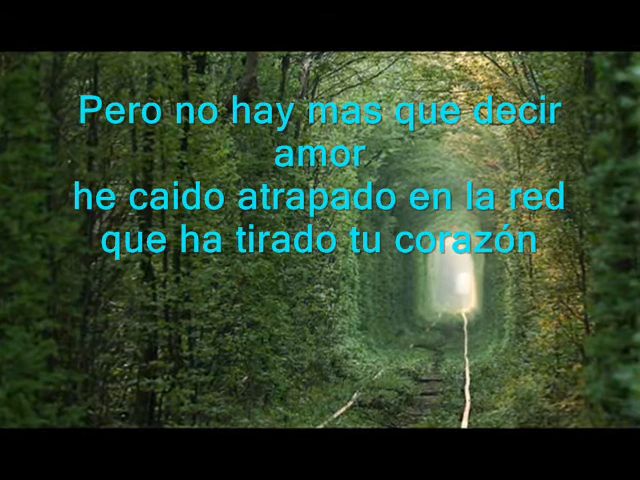 Pero no hay mas que decir
amor
he caido atrapado en la red
que ha tirado tu corazón